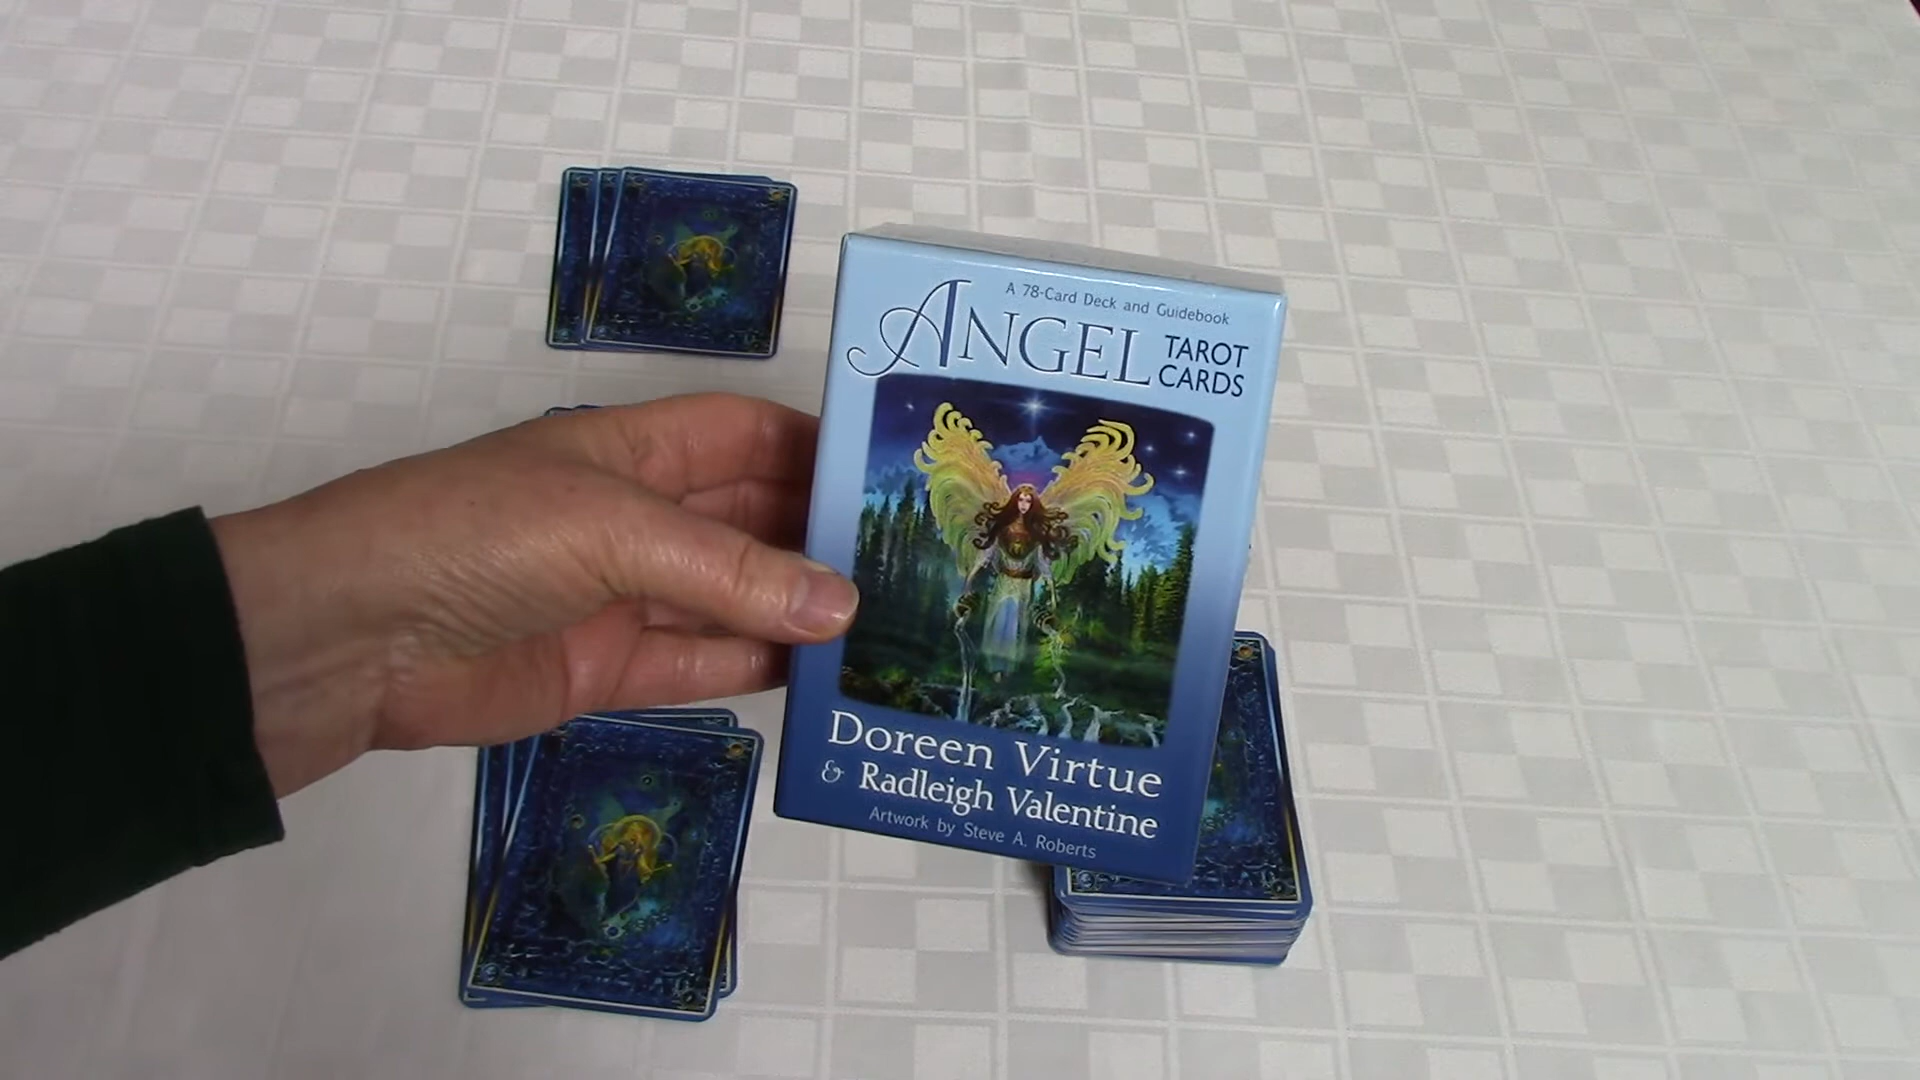 A 78-Card Deck and Guidebook
ANGEL TAROT CARDS
Doreen Virtue
& Radleigh Valentine
Artwork by Steve A. Roberts